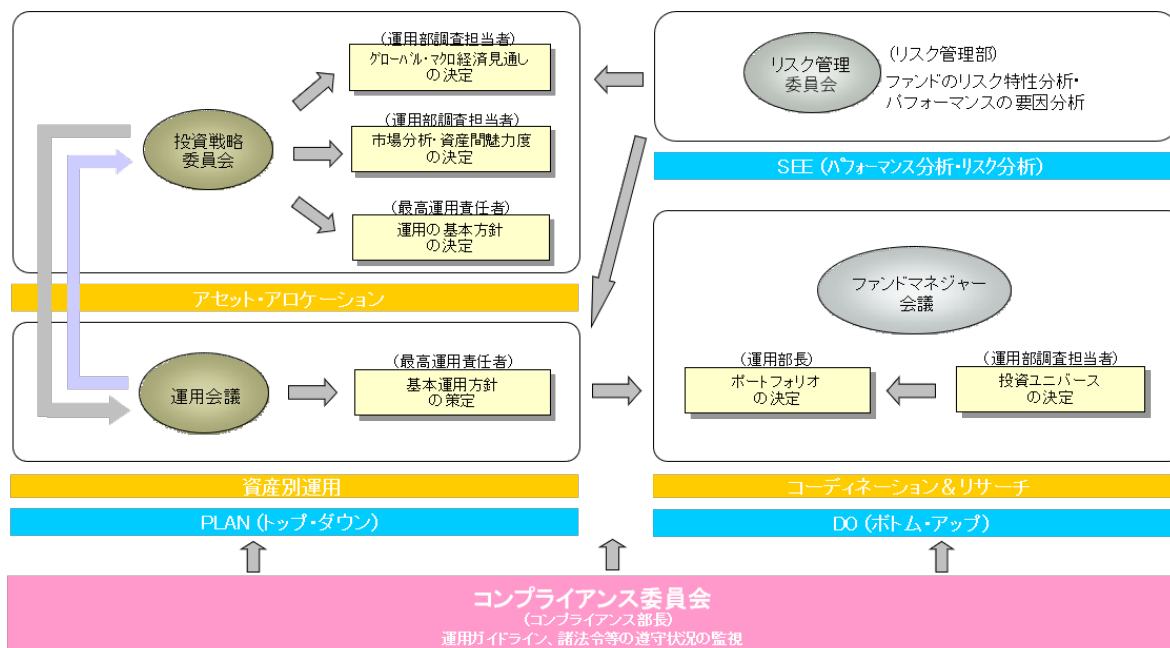 (運用部調査担当者)
グローバル・マクロ経済見通し
の決定
投資戦略
委員会
(運用部調査担当者)
市場分析・資産間魅力度
の決定
(最高運用責任者)
運用の基本方針
の決定
アセット・アロケーション
リスク管理
委員会
(リスク管理部)
ファンドのリスク特性分析・
パフォーマンスの要因分析
SEE (パフォーマンス分析・リスク分析)
運用会議
(最高運用責任者)
基本運用方針
の策定
資産別運用
PLAN (トップ・ダウン)
ファンドマネジャー
会議
(運用部長)
ポートフォリオ
の決定
(運用部調査担当者)
投資ユニバース
の決定
コーディネーション&リサーチ
DO (ボトム・アップ)
コンプライアンス委員会
(コンプライアンス部長)
運用ガイドライン、諸法令等の遵守状況の監視